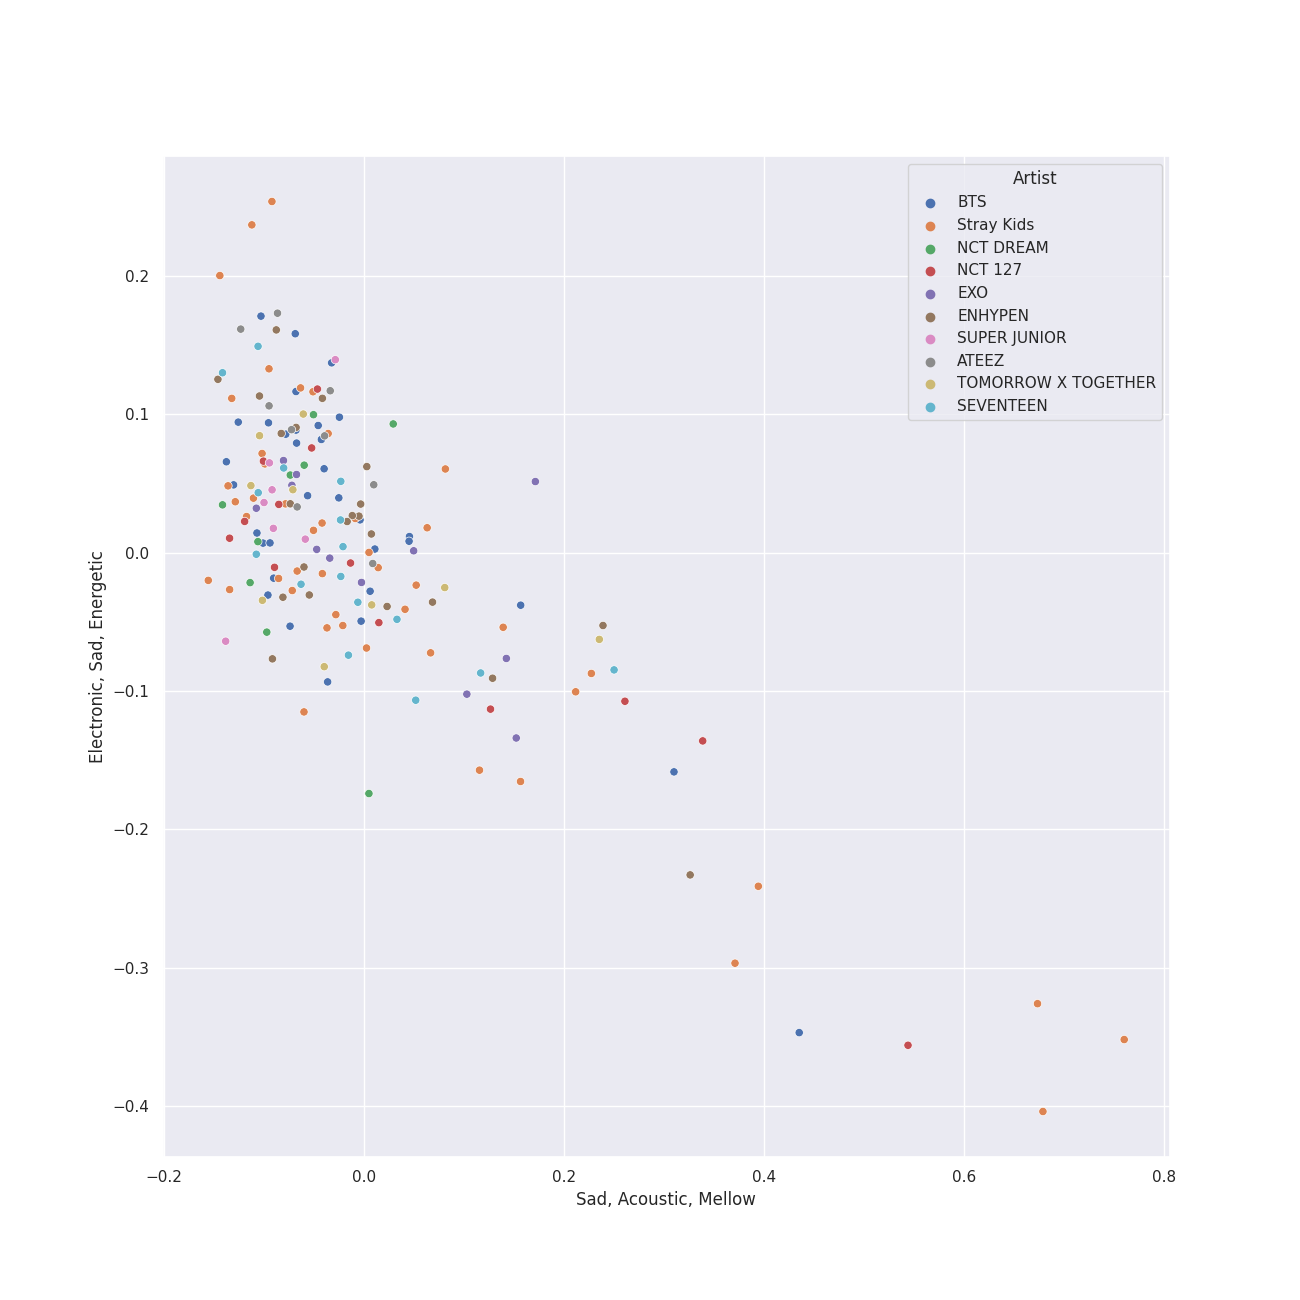 Artist
BTS
Stray Kids
NCT DREAM
NCT 127
EXO
ENHYPEN
SUPER JUNIOR
ATEEZ
TOMORROW X TOGETHER
SEVENTEEN
Electronic, Sad, Energetic
0.2
0.1
0.0
−0.1
−0.2
−0.3
−0.4
−0.2 0.0 0.2 0.4 0.6 0.8
Sad, Acoustic, Mellow